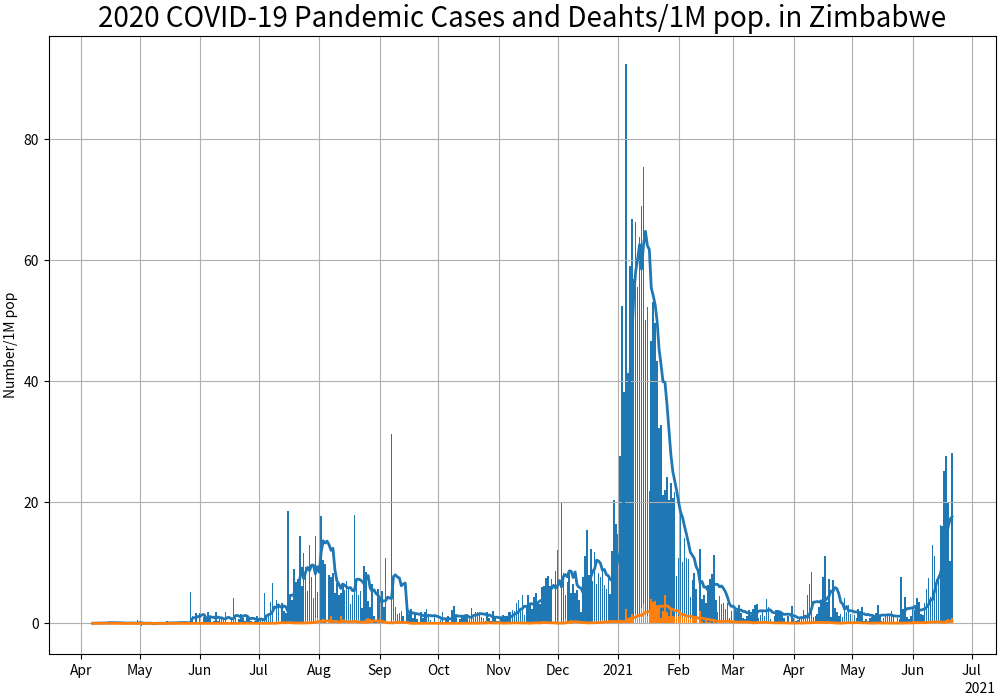 2020 COVID-19 Pandemic Cases and Deahts/1M pop. in Zimbabwe
Number/1M pop
80
60
40
20
0
Apr May Jun Jul Aug Sep Oct Nov Dec 2021 Feb Mar Apr May Jun Jul
2021